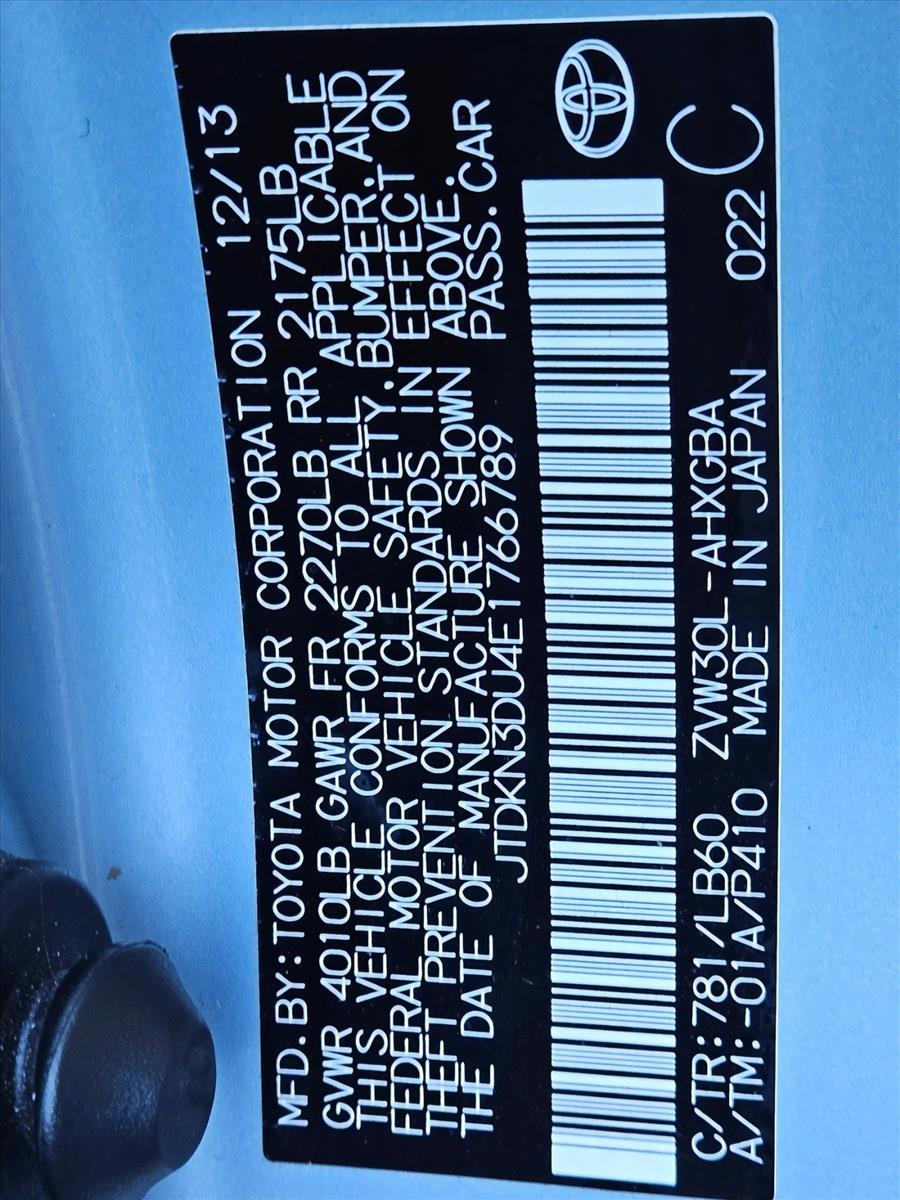 MFD.BY:TOYOTA MOTOR CORPORATION 12/13
GVWR 4010LB GAWR FR 2270LB RR 2175LB
THIS VEHICLE CONFORMS TO ALL APPLICABLE
FEDERAL MOTOR VEHICLE SAFETY,BUMPER,AND
THEFT PREVENTION STANDARDS IN EFFECT ON
THE DATE OF MANUFACTURE SHOWN ABOVE.
JTDKN3DU4E1766789 PASS.CAR
C/TR:781/LB60 ZVW30L-AHXGBA
A/TM:-01A/P410 MADE IN JAPAN 022 C